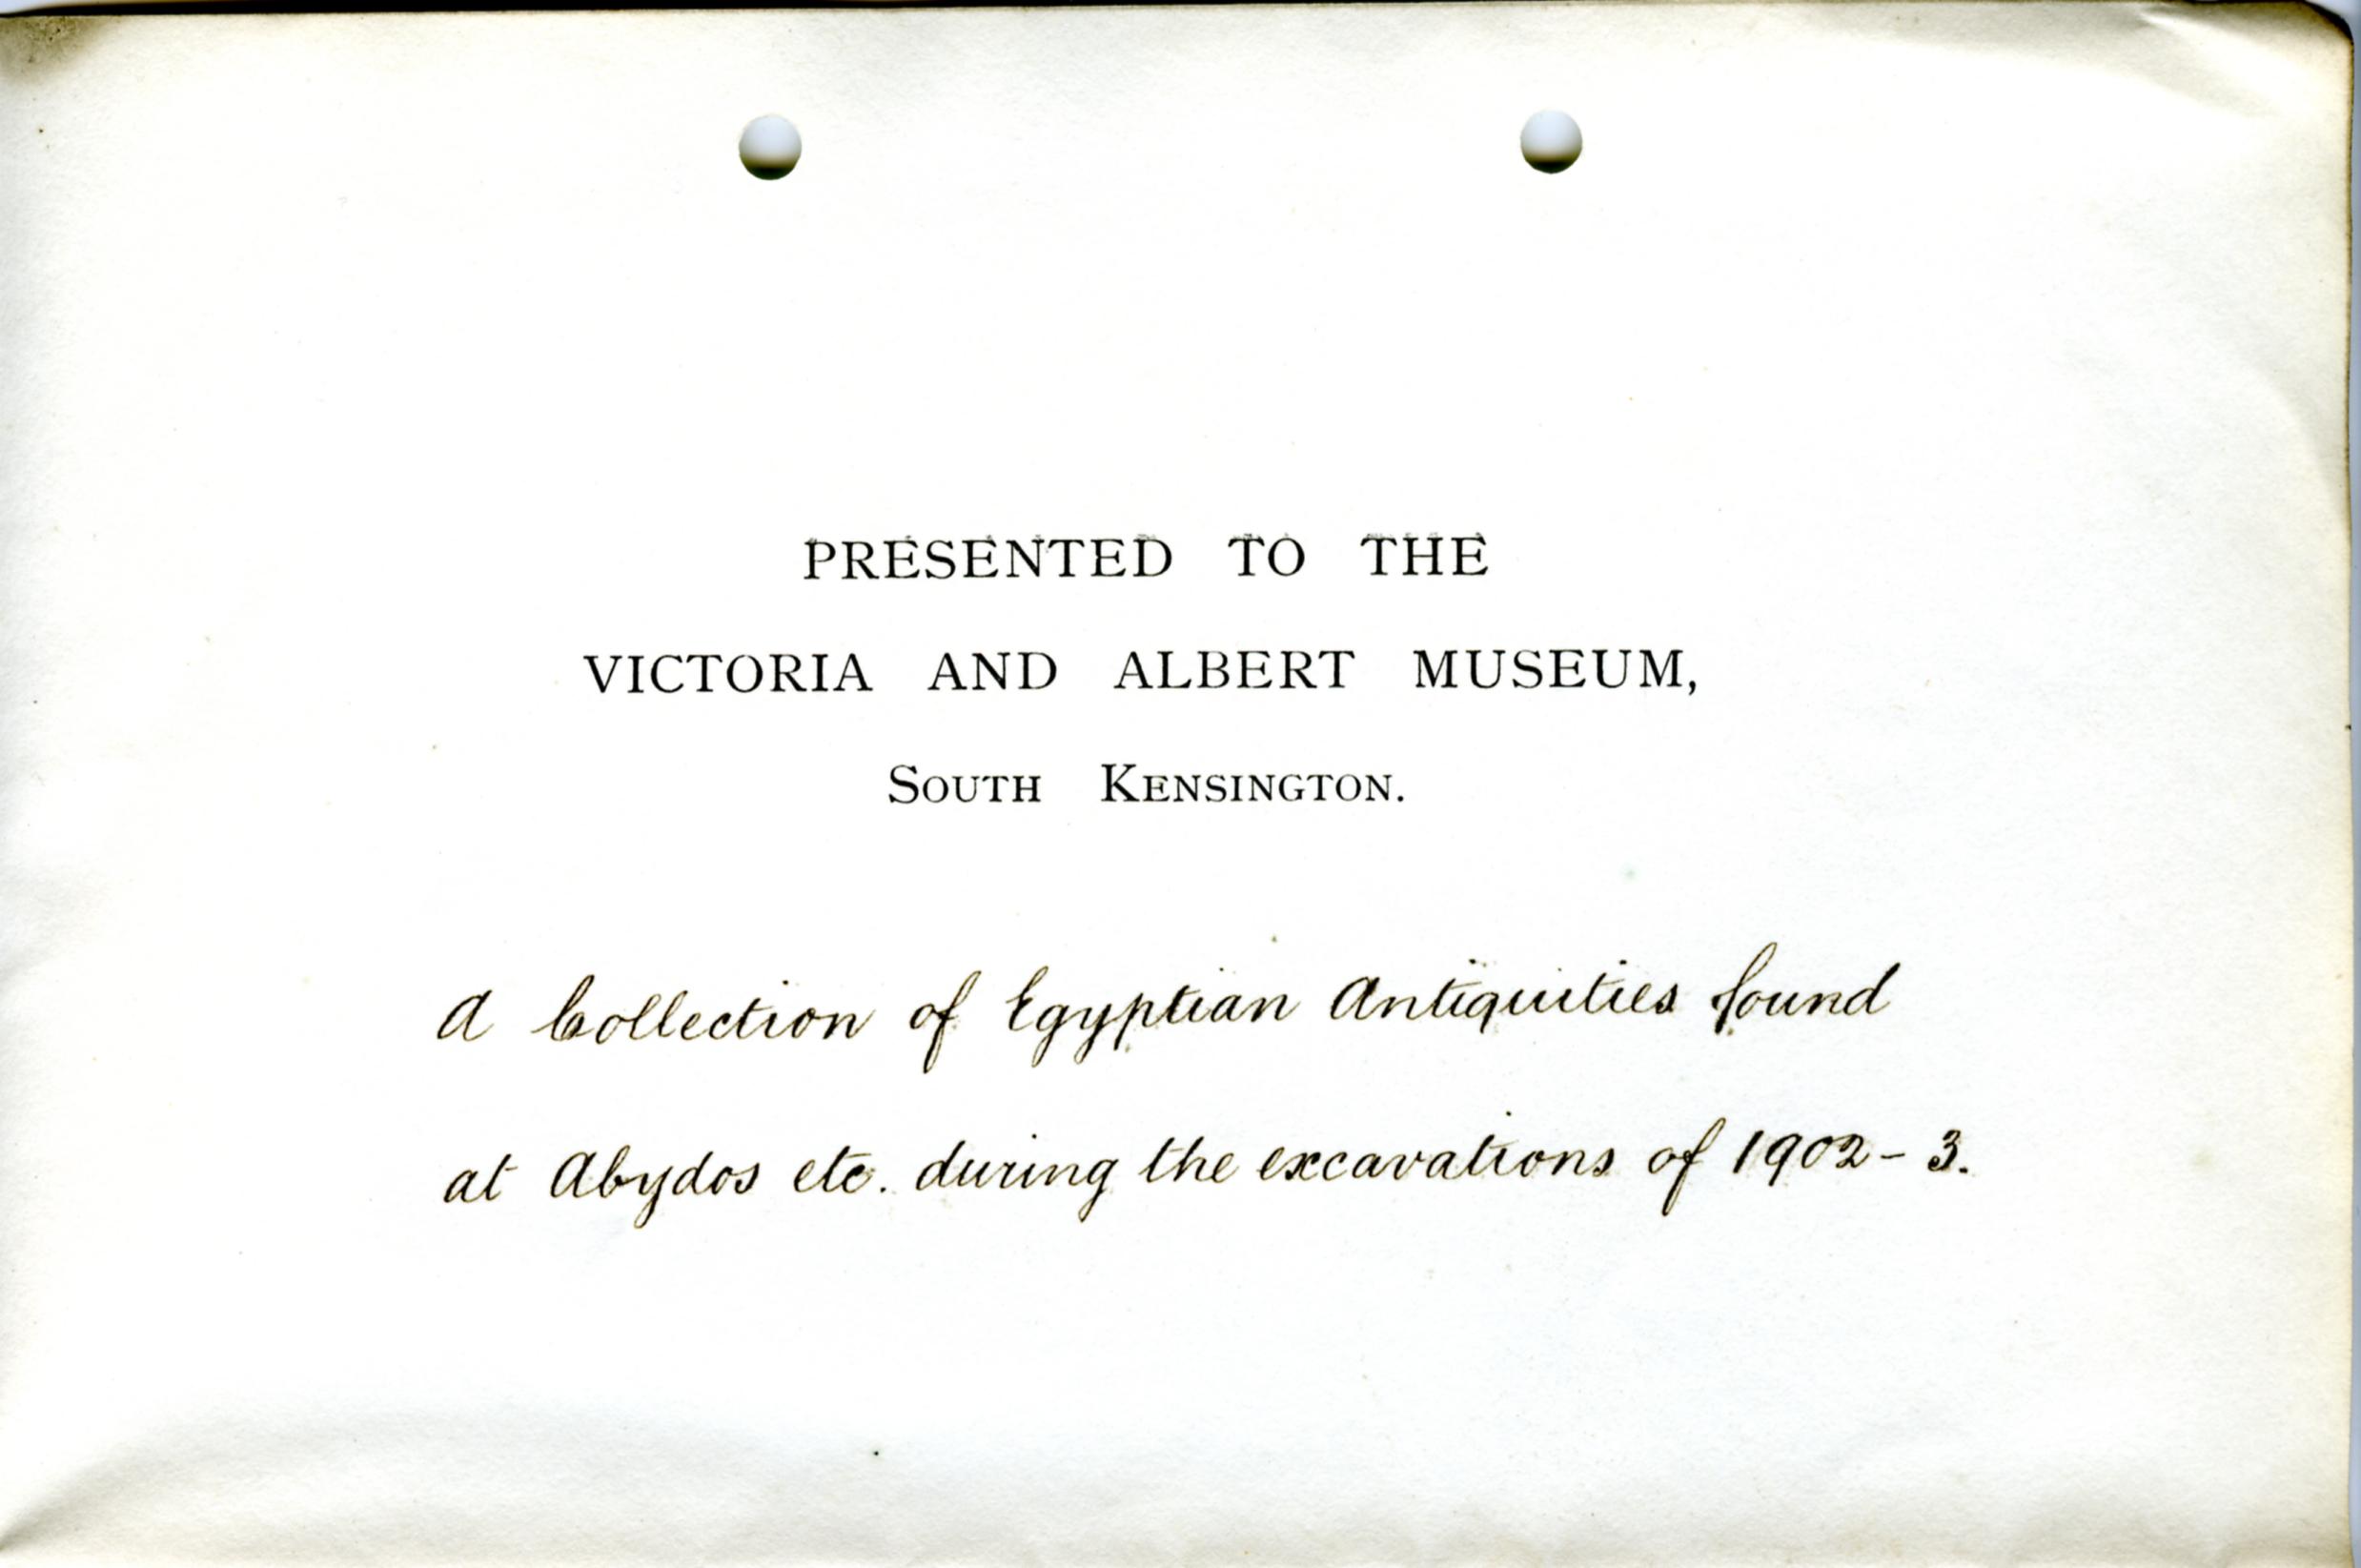 PRESENTED TO THE
VICTORIA AND ALBERT MUSEUM,
SOUTH KENSINGTON.
A Collection of Egyptian Antiquities found
at Abydos etc. during the excavations of 1902-3.